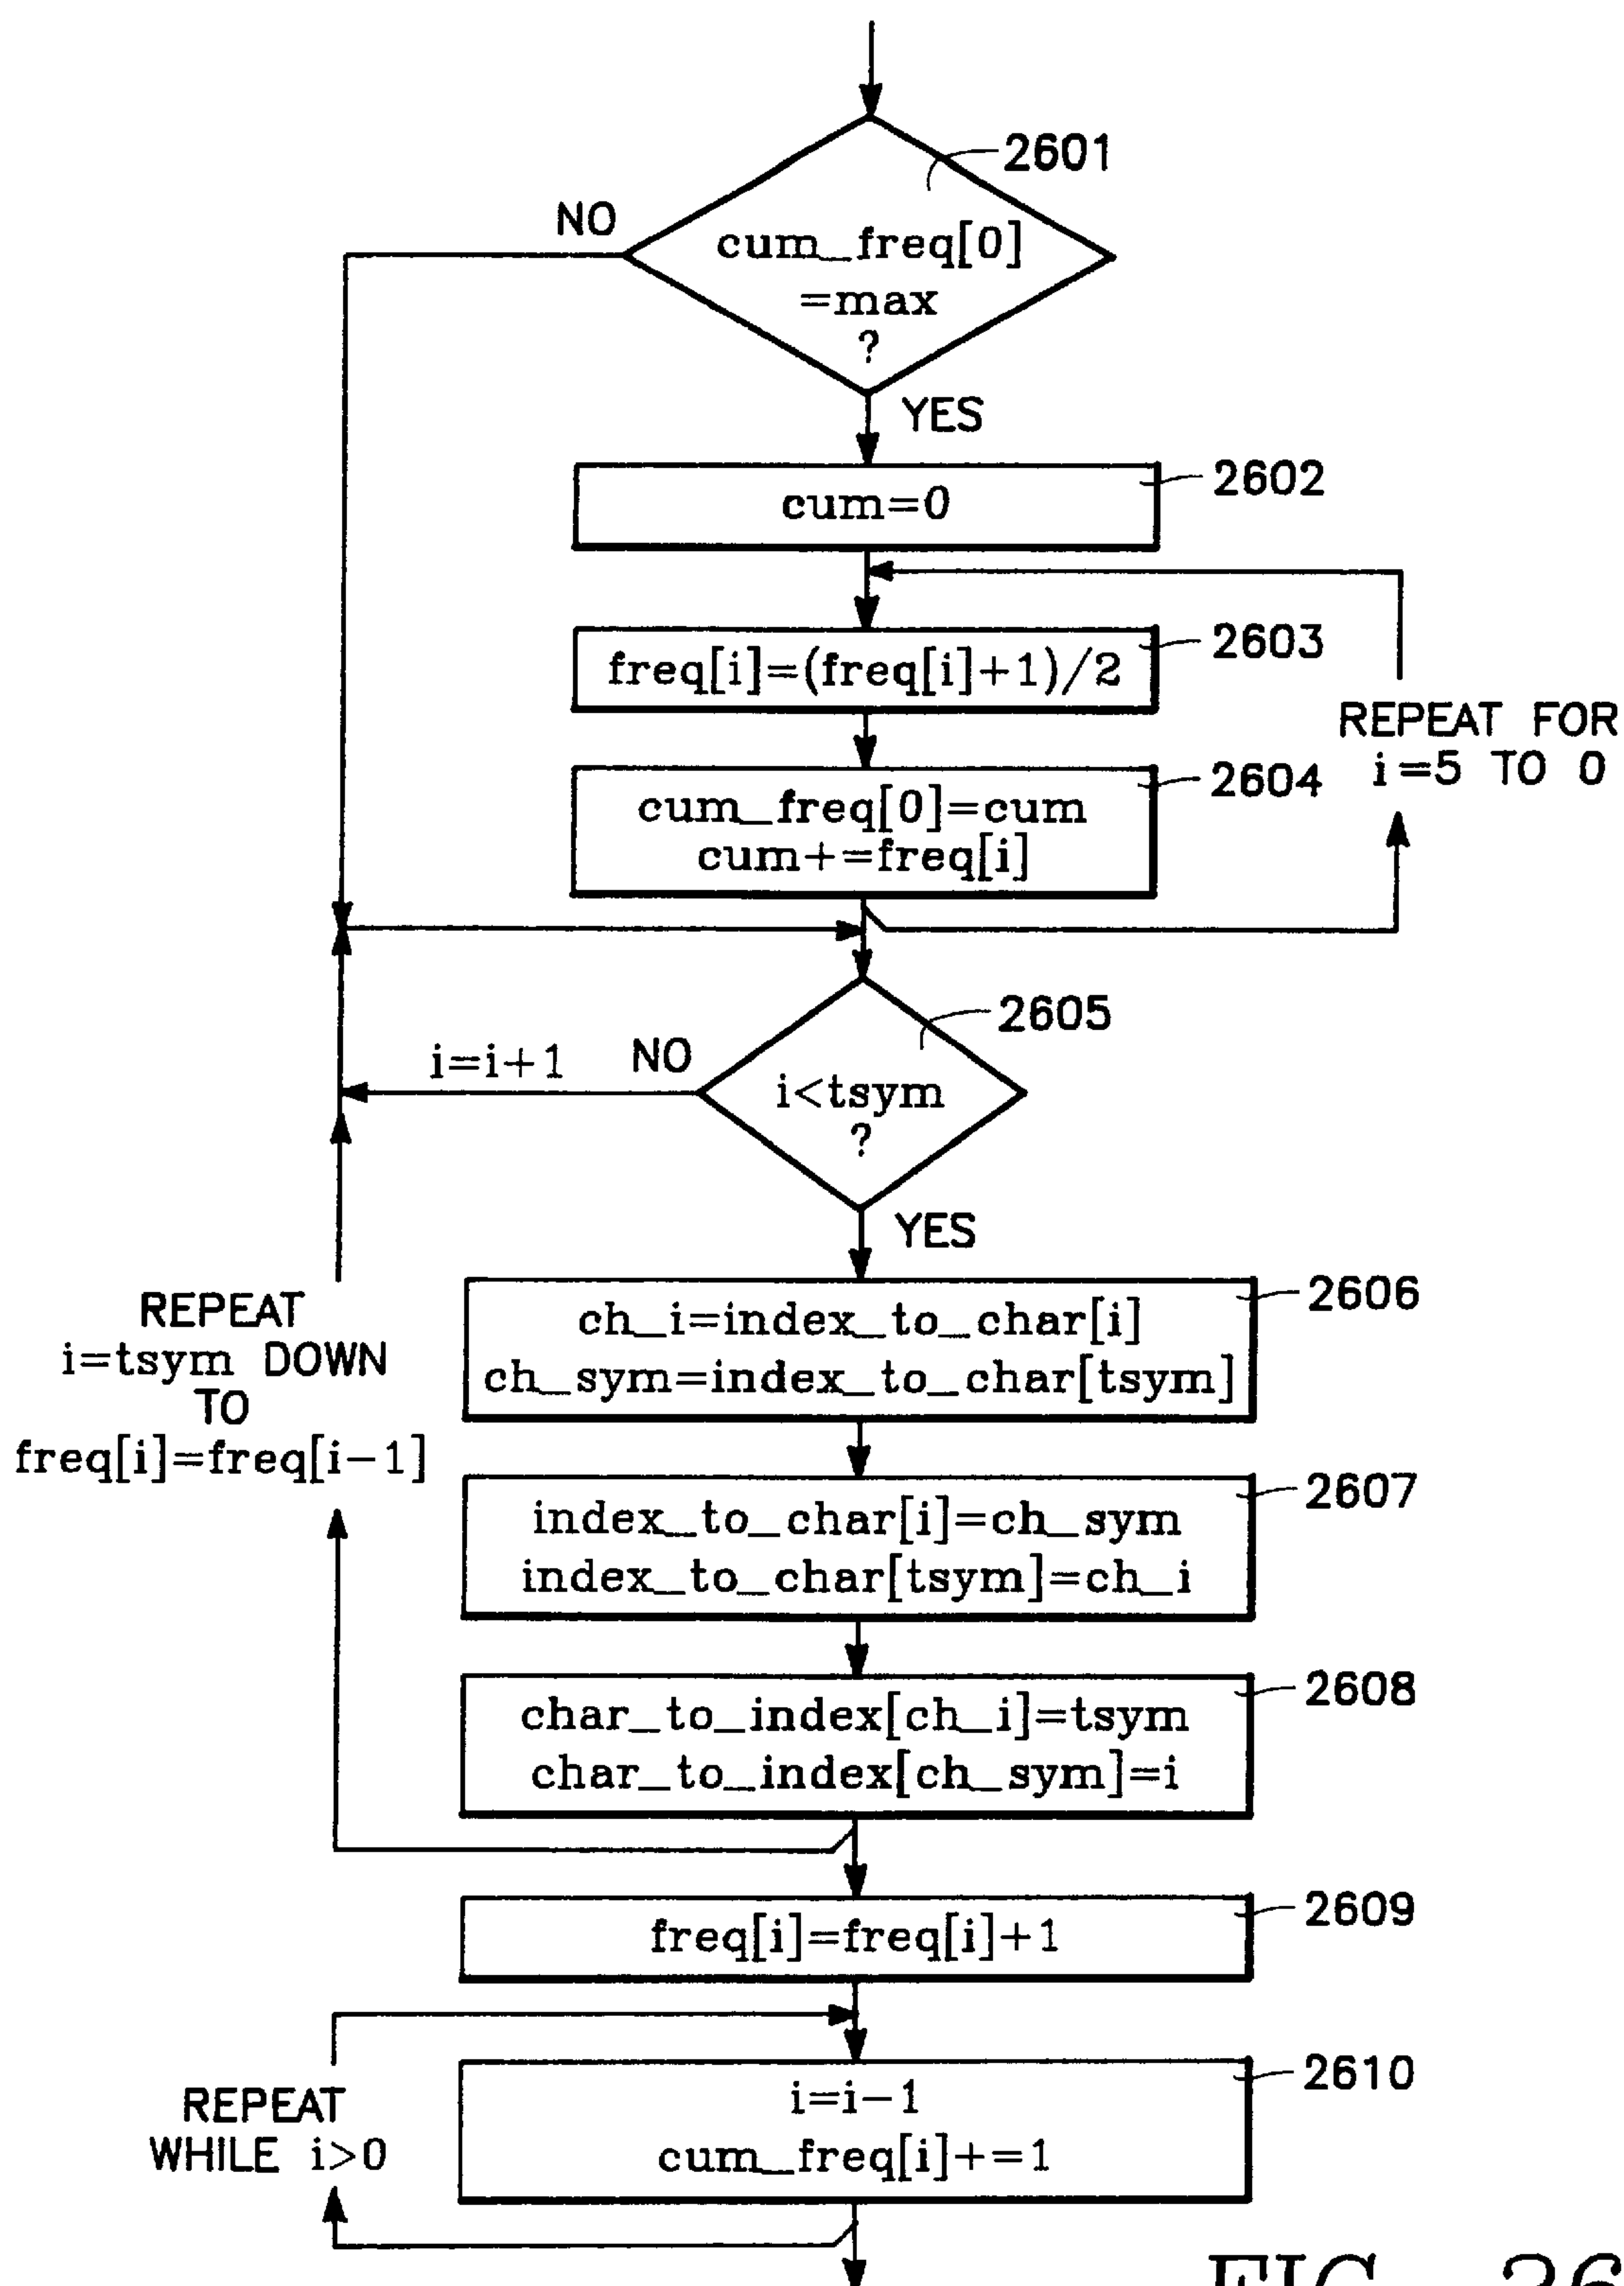 2601
NO
cum_freq[0]
=max
?
YES
2602
cum=0
2603
freq[i]=(freq[i]+1)/2
REPEAT FOR
i=5 TO 0
2604
cum_freq[0]=cum
cum+=freq[i]
2605
i=i+1
NO
i<tsym
?
YES
REPEAT
i=tsym DOWN
TO
freq[i]=freq[i-1]
2606
ch_i=index_to_char[i]
ch_sym=index_to_char[tsym]
2607
index_to_char[i]=ch_sym
index_to_char[tsym]=ch_i
2608
char_to_index[ch_i]=tsym
char_to_index[ch_sym]=i
2609
freq[i]=freq[i]+1
2610
i=i-1
cum_freq[i]+=1
REPEAT
WHILE i>0
FIG. 26